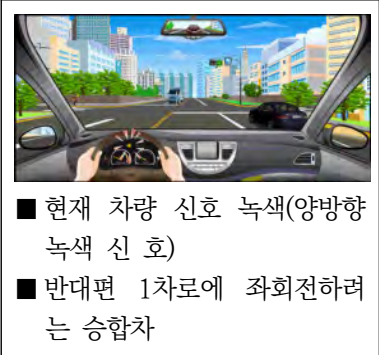 ■ 현재 차량 신호 녹색(양방향
녹색 신 호)
■ 반대편 1차로에 좌회전하려
는 승합차